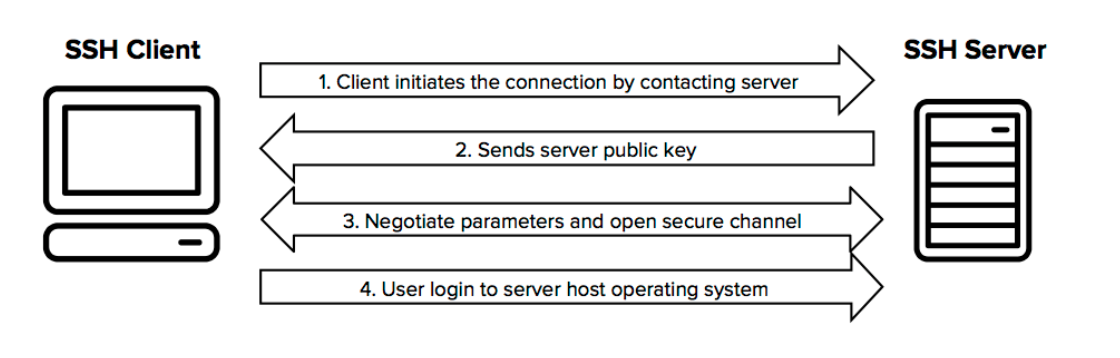 SSH Client
SSH Server
1. Client initiates the connection by contacting server
2. Sends server public key
3. Negotiate parameters and open secure channel
4. User login to server host operating system